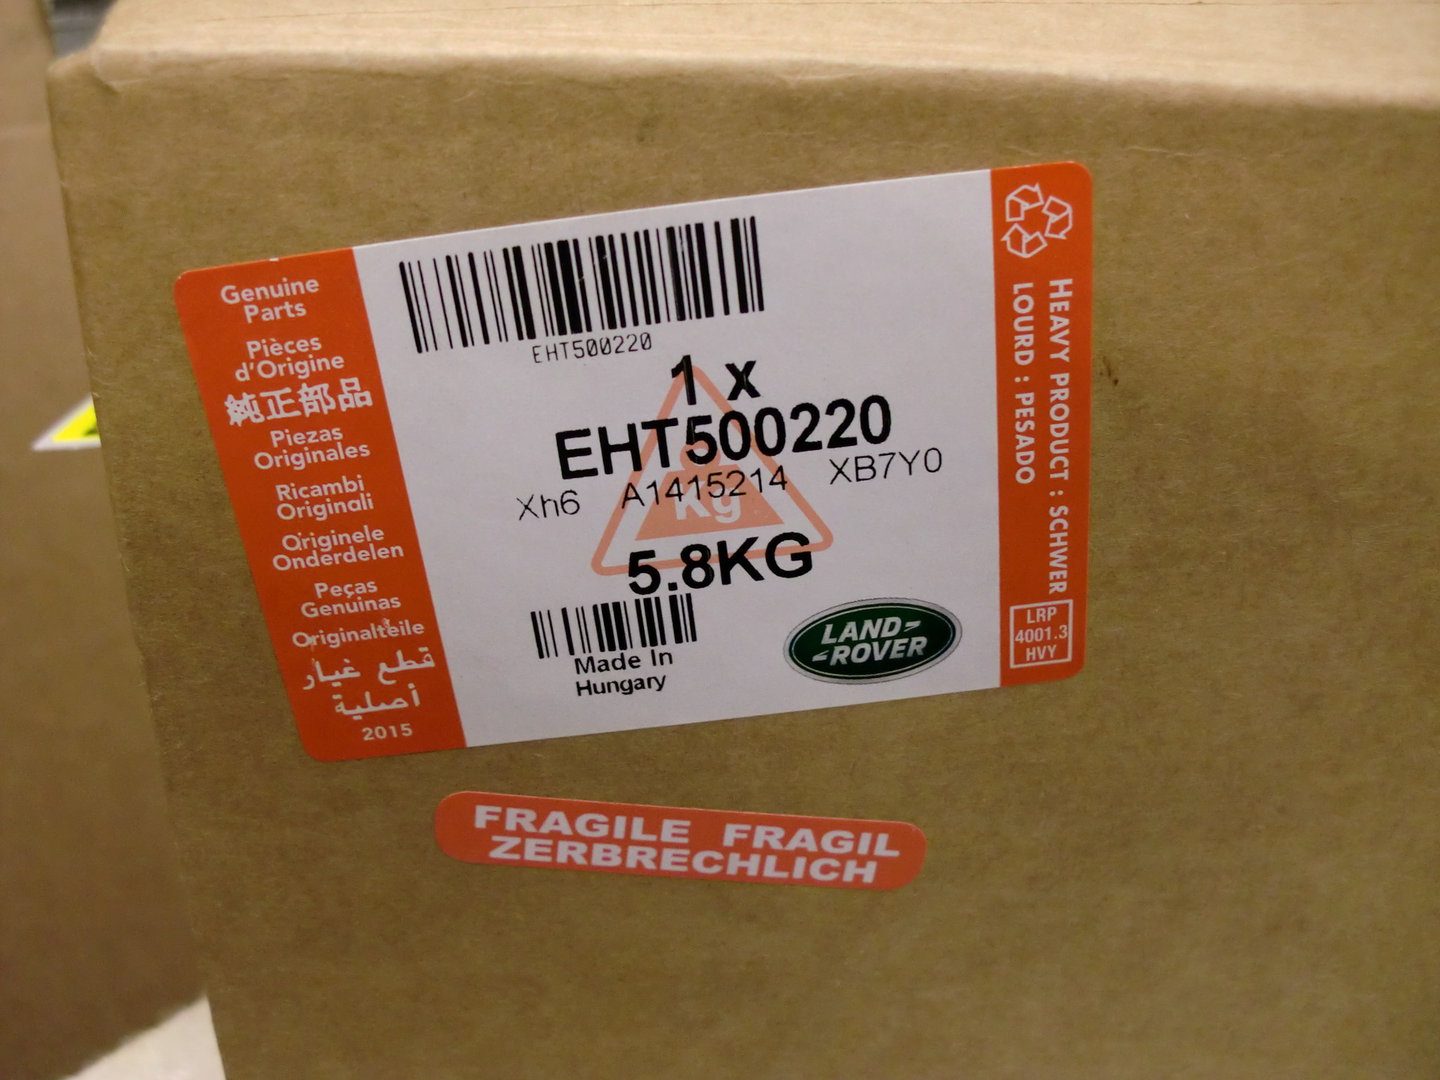 Genuine
Parts
Pièces
d'Origine
純正部品
Piezas
Originales
Ricambi
Originali
Originele
Onderdelen
Peças
Genuinas
Originalteile
قطع غيار
أصلية
2015
EHT500220
1 x
EHT500220
Xh6 A1415214 XB7Y0
Kg
5.8KG
Made In
Hungary
LAND-
-ROVER
HEAVY PRODUCT : SCHWER
LOURD : PESADO
LRP
4001.3
HVY
FRAGILE FRAGIL
ZERBRECHLICH